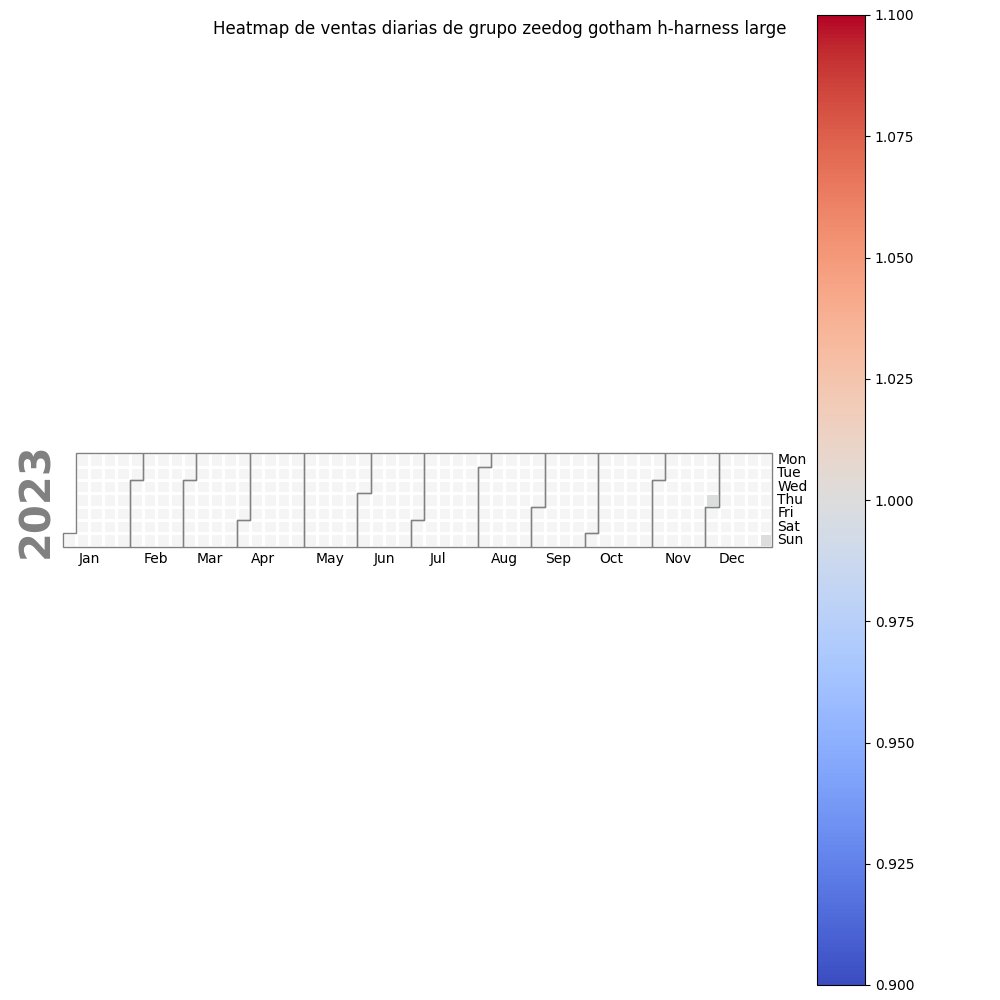 Heatmap de ventas diarias de grupo zeedog gotham h-harness large
2023
Mon
Tue
Wed
Thu
Fri
Sat
Sun
Jan Feb Mar Apr May Jun Jul Aug Sep Oct Nov Dec
1.100
1.075
1.050
1.025
1.000
0.975
0.950
0.925
0.900